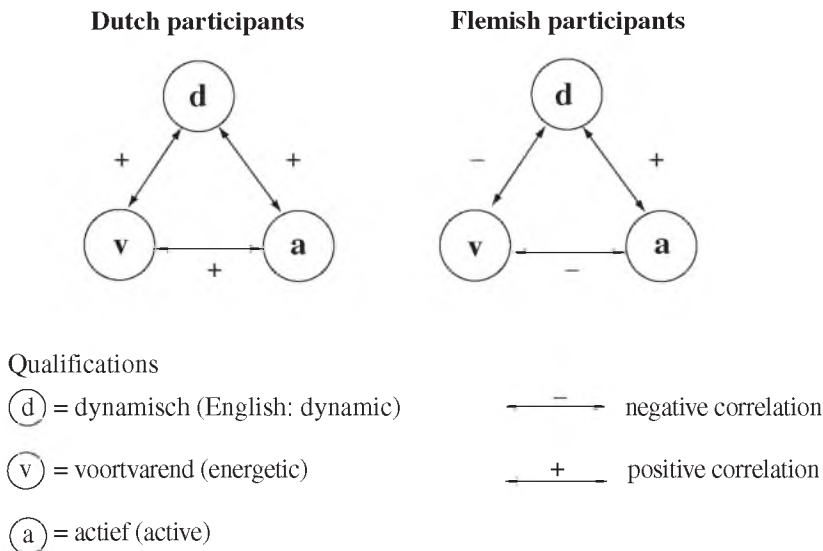 Dutch participants Flemish participants
d d
+ + − +
v a v a
+ −
Qualifications
d = dynamisch (English: dynamic) − negative correlation
v = voortvarend (energetic) + positive correlation
a = actief (active)